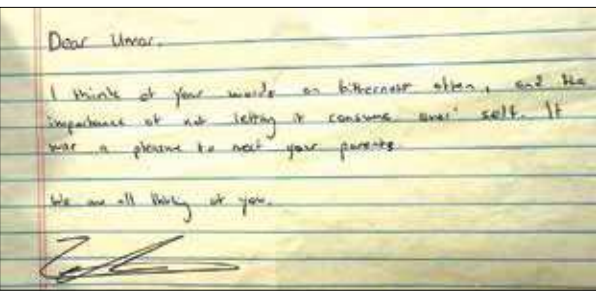 Dear Umar,
I think of your words on bitterness often, and the
importance of not letting it consume ones' self. It
was a pleasure to meet your parents
We are all thinking of you.